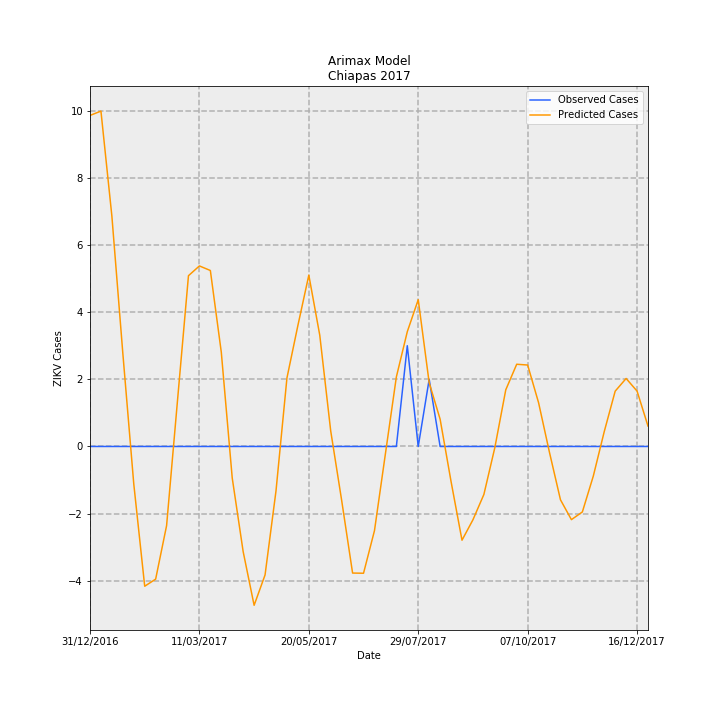 Arimax Model
Chiapas 2017
Observed Cases
Predicted Cases
ZIKV Cases
10
8
6
4
2
0
−2
−4
31/12/2016 11/03/2017 20/05/2017 29/07/2017 07/10/2017 16/12/2017
Date